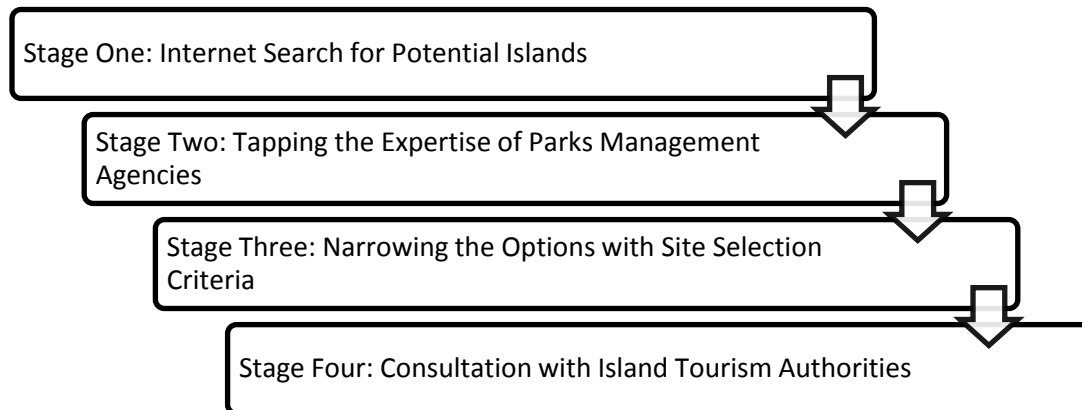 Stage One: Internet Search for Potential Islands
Stage Two: Tapping the Expertise of Parks Management
Agencies
Stage Three: Narrowing the Options with Site Selection
Criteria
Stage Four: Consultation with Island Tourism Authorities